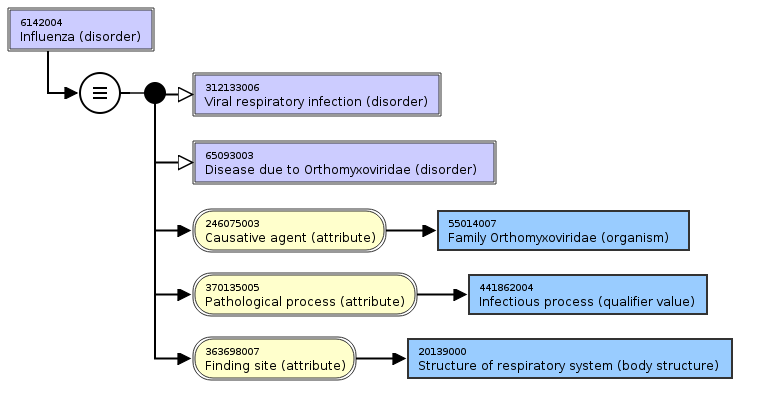 6142004
Influenza (disorder)
312133006
Viral respiratory infection (disorder)
65093003
Disease due to Orthomyxoviridae (disorder)
246075003
Causative agent (attribute)
55014007
Family Orthomyxoviridae (organism)
370135005
Pathological process (attribute)
441862004
Infectious process (qualifier value)
363698007
Finding site (attribute)
20139000
Structure of respiratory system (body structure)